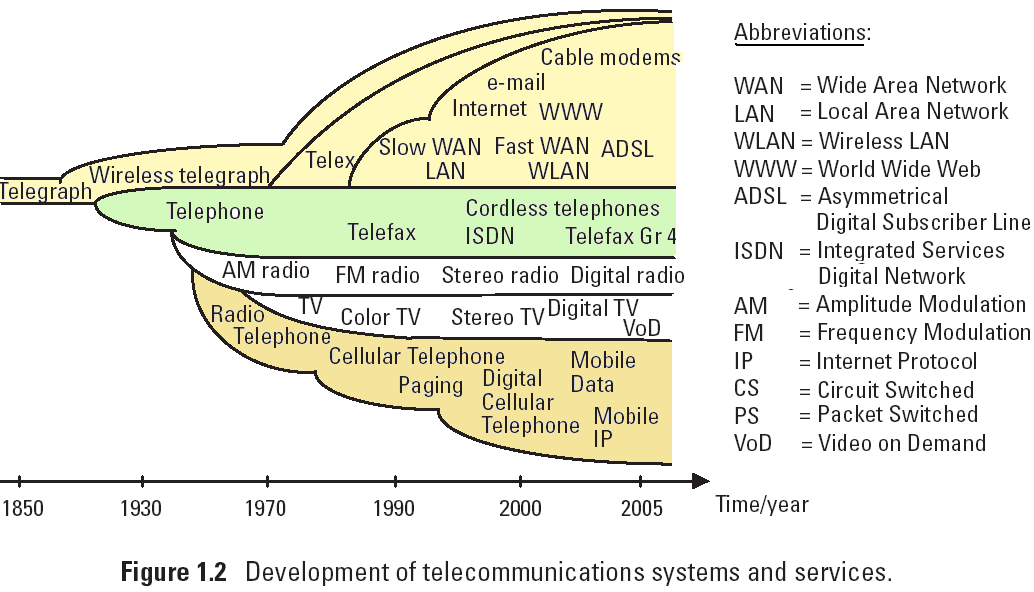 Cable modems
e-mail
Internet WWW
Slow WAN Fast WAN ADSL
LAN WLAN
Telex
Wireless telegraph
Telegraph
Telephone
Cordless telephones
Telefax ISDN Telefax Gr 4
AM radio FM radio Stereo radio Digital radio
TV Color TV Stereo TV Digital TV
VoD
Radio
Telephone
Cellular Telephone
Paging
Digital
Cellular
Telephone
Mobile
Data
Mobile
IP
1850 1930 1970 1990 2000 2005 Time/year
Abbreviations:
WAN = Wide Area Network
LAN = Local Area Network
WLAN = Wireless LAN
WWW = World Wide Web
ADSL = Asymmetrical
Digital Subscriber Line
ISDN = Integrated Services
Digital Network
AM = Amplitude Modulation
FM = Frequency Modulation
IP = Internet Protocol
CS = Circuit Switched
PS = Packet Switched
VoD = Video on Demand
Figure 1.2 Development of telecommunications systems and services.